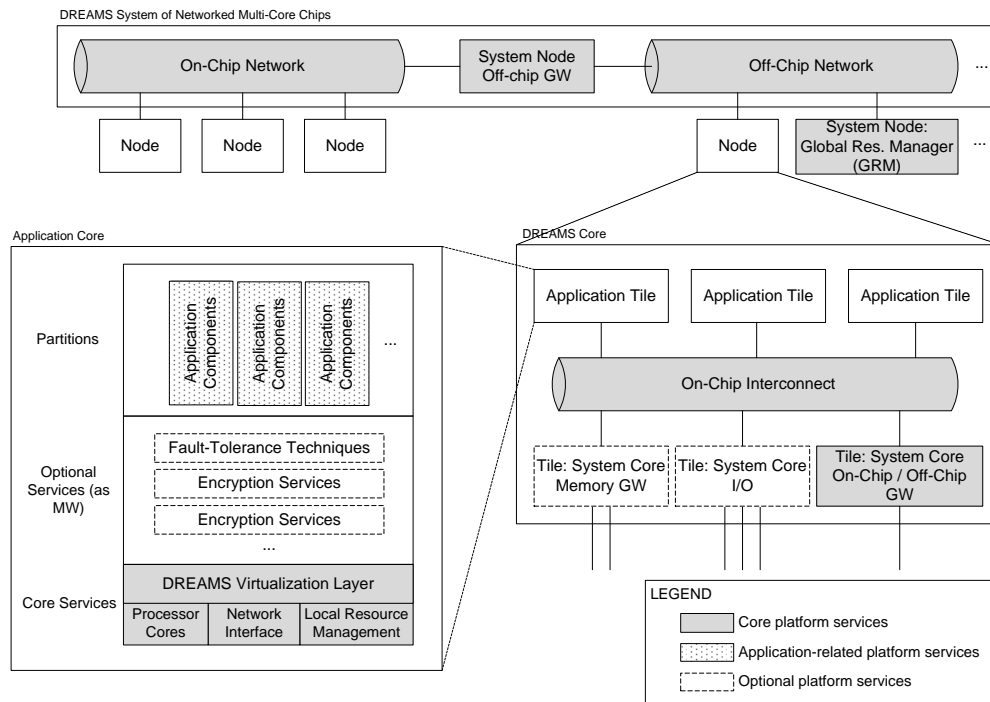 DREAMS System of Networked Multi-Core Chips
On-Chip Network
System Node
Off-chip GW
Off-Chip Network
...
Node
Node
Node
Node
System Node:
Global Res. Manager
(GRM)
...
Application Core
DREAMS Core
Partitions
Application
Components
Application
Components
Application
Components
...
Optional
Services (as
MW)
Fault-Tolerance Techniques
Encryption Services
Encryption Services
...
Core Services
DREAMS Virtualization Layer
Processor
Cores
Network
Interface
Local Resource
Management
Application Tile
Application Tile
Application Tile
On-Chip Interconnect
Tile: System Core
Memory GW
Tile: System Core
I/O
Tile: System Core
On-Chip / Off-Chip
GW
LEGEND
Core platform services
Application-related platform services
Optional platform services